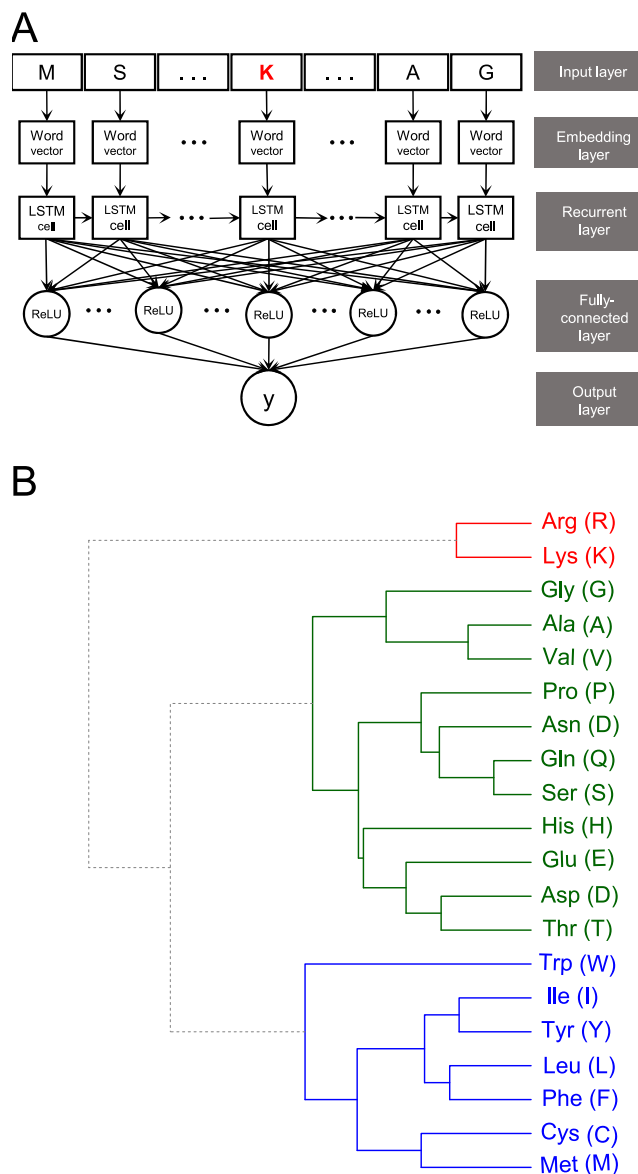 A
M S . . . K . . . A G Input layer
Word vector Word vector ... Word vector ... Word vector Word vector Embedding layer
LSTM cell LSTM cell ... LSTM cell ... LSTM cell LSTM cell Recurrent layer
ReLU ... ReLU ... ReLU ... ReLU ... ReLU Fully-connected layer
y Output layer
B
Arg (R)
Lys (K)
Gly (G)
Ala (A)
Val (V)
Pro (P)
Asn (D)
Gln (Q)
Ser (S)
His (H)
Glu (E)
Asp (D)
Thr (T)
Trp (W)
Ile (I)
Tyr (Y)
Leu (L)
Phe (F)
Cys (C)
Met (M)